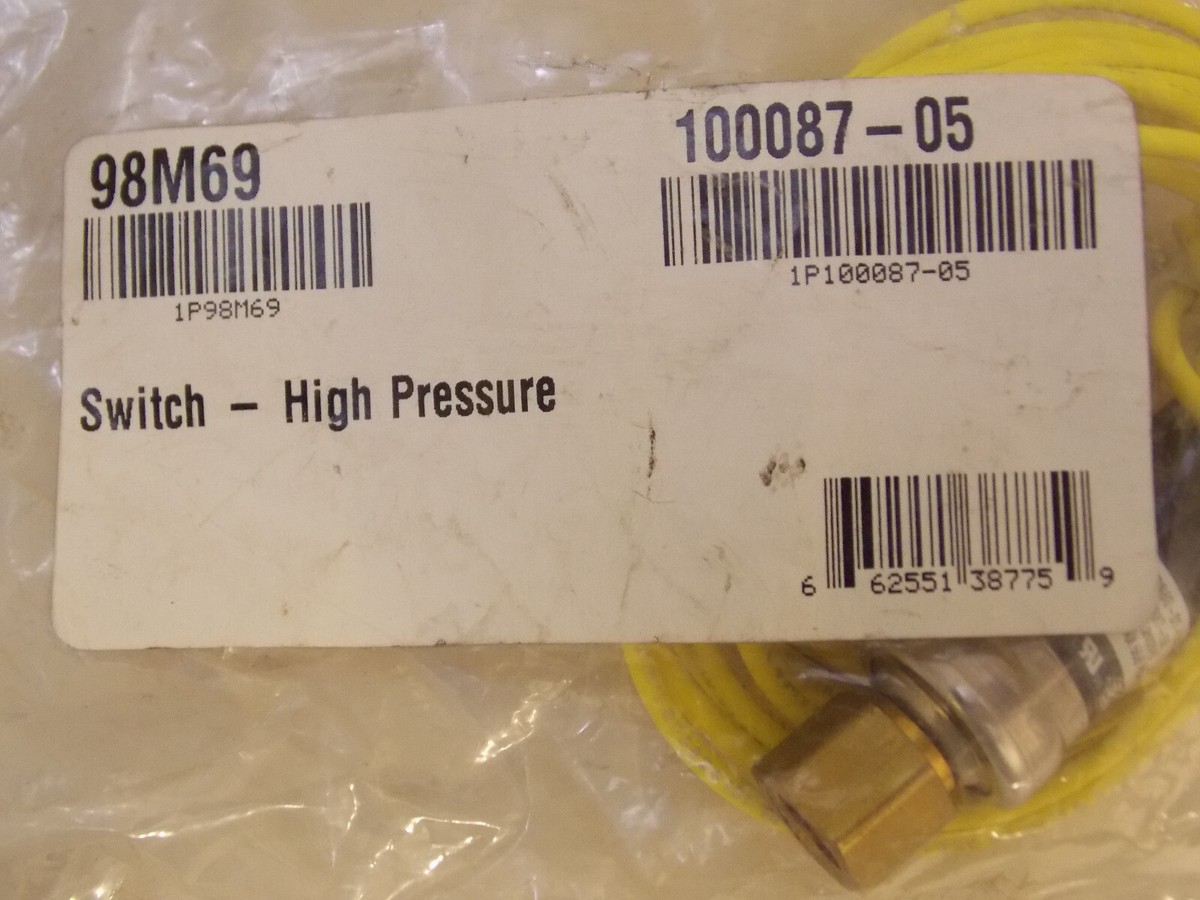 98M69
100087-05
1P98M69
1P100087-05
Switch - High Pressure
6 62551 38775 9